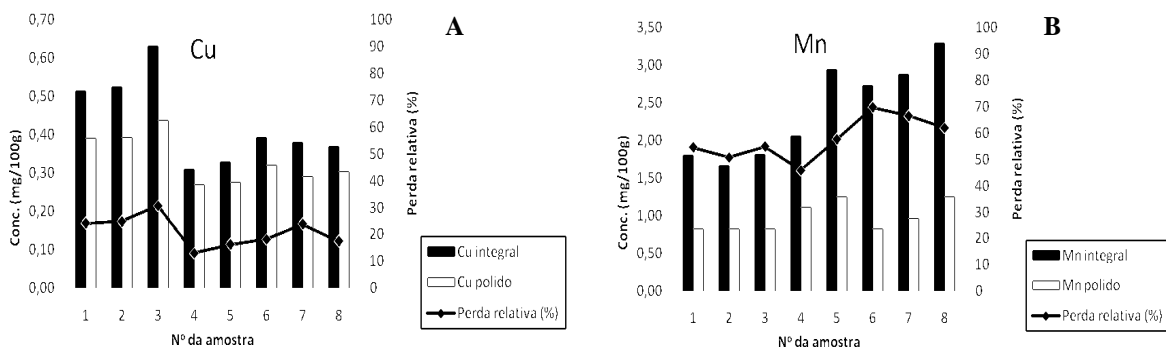 Cu
A
0,70
0,60
0,50
0,40
0,30
0,20
0,10
0,00
Conc. (mg/100g)
100
90
80
70
60
50
40
30
20
10
0
Perda relativa (%)
1 2 3 4 5 6 7 8
Nº da amostra
Cu integral
Cu polido
Perda relativa (%)
Mn
B
3,50
3,00
2,50
2,00
1,50
1,00
0,50
0,00
Conc. (mg/100g)
100
90
80
70
60
50
40
30
20
10
0
Perda relativa (%)
1 2 3 4 5 6 7 8
Nº da amostra
Mn integral
Mn polido
Perda relativa (%)